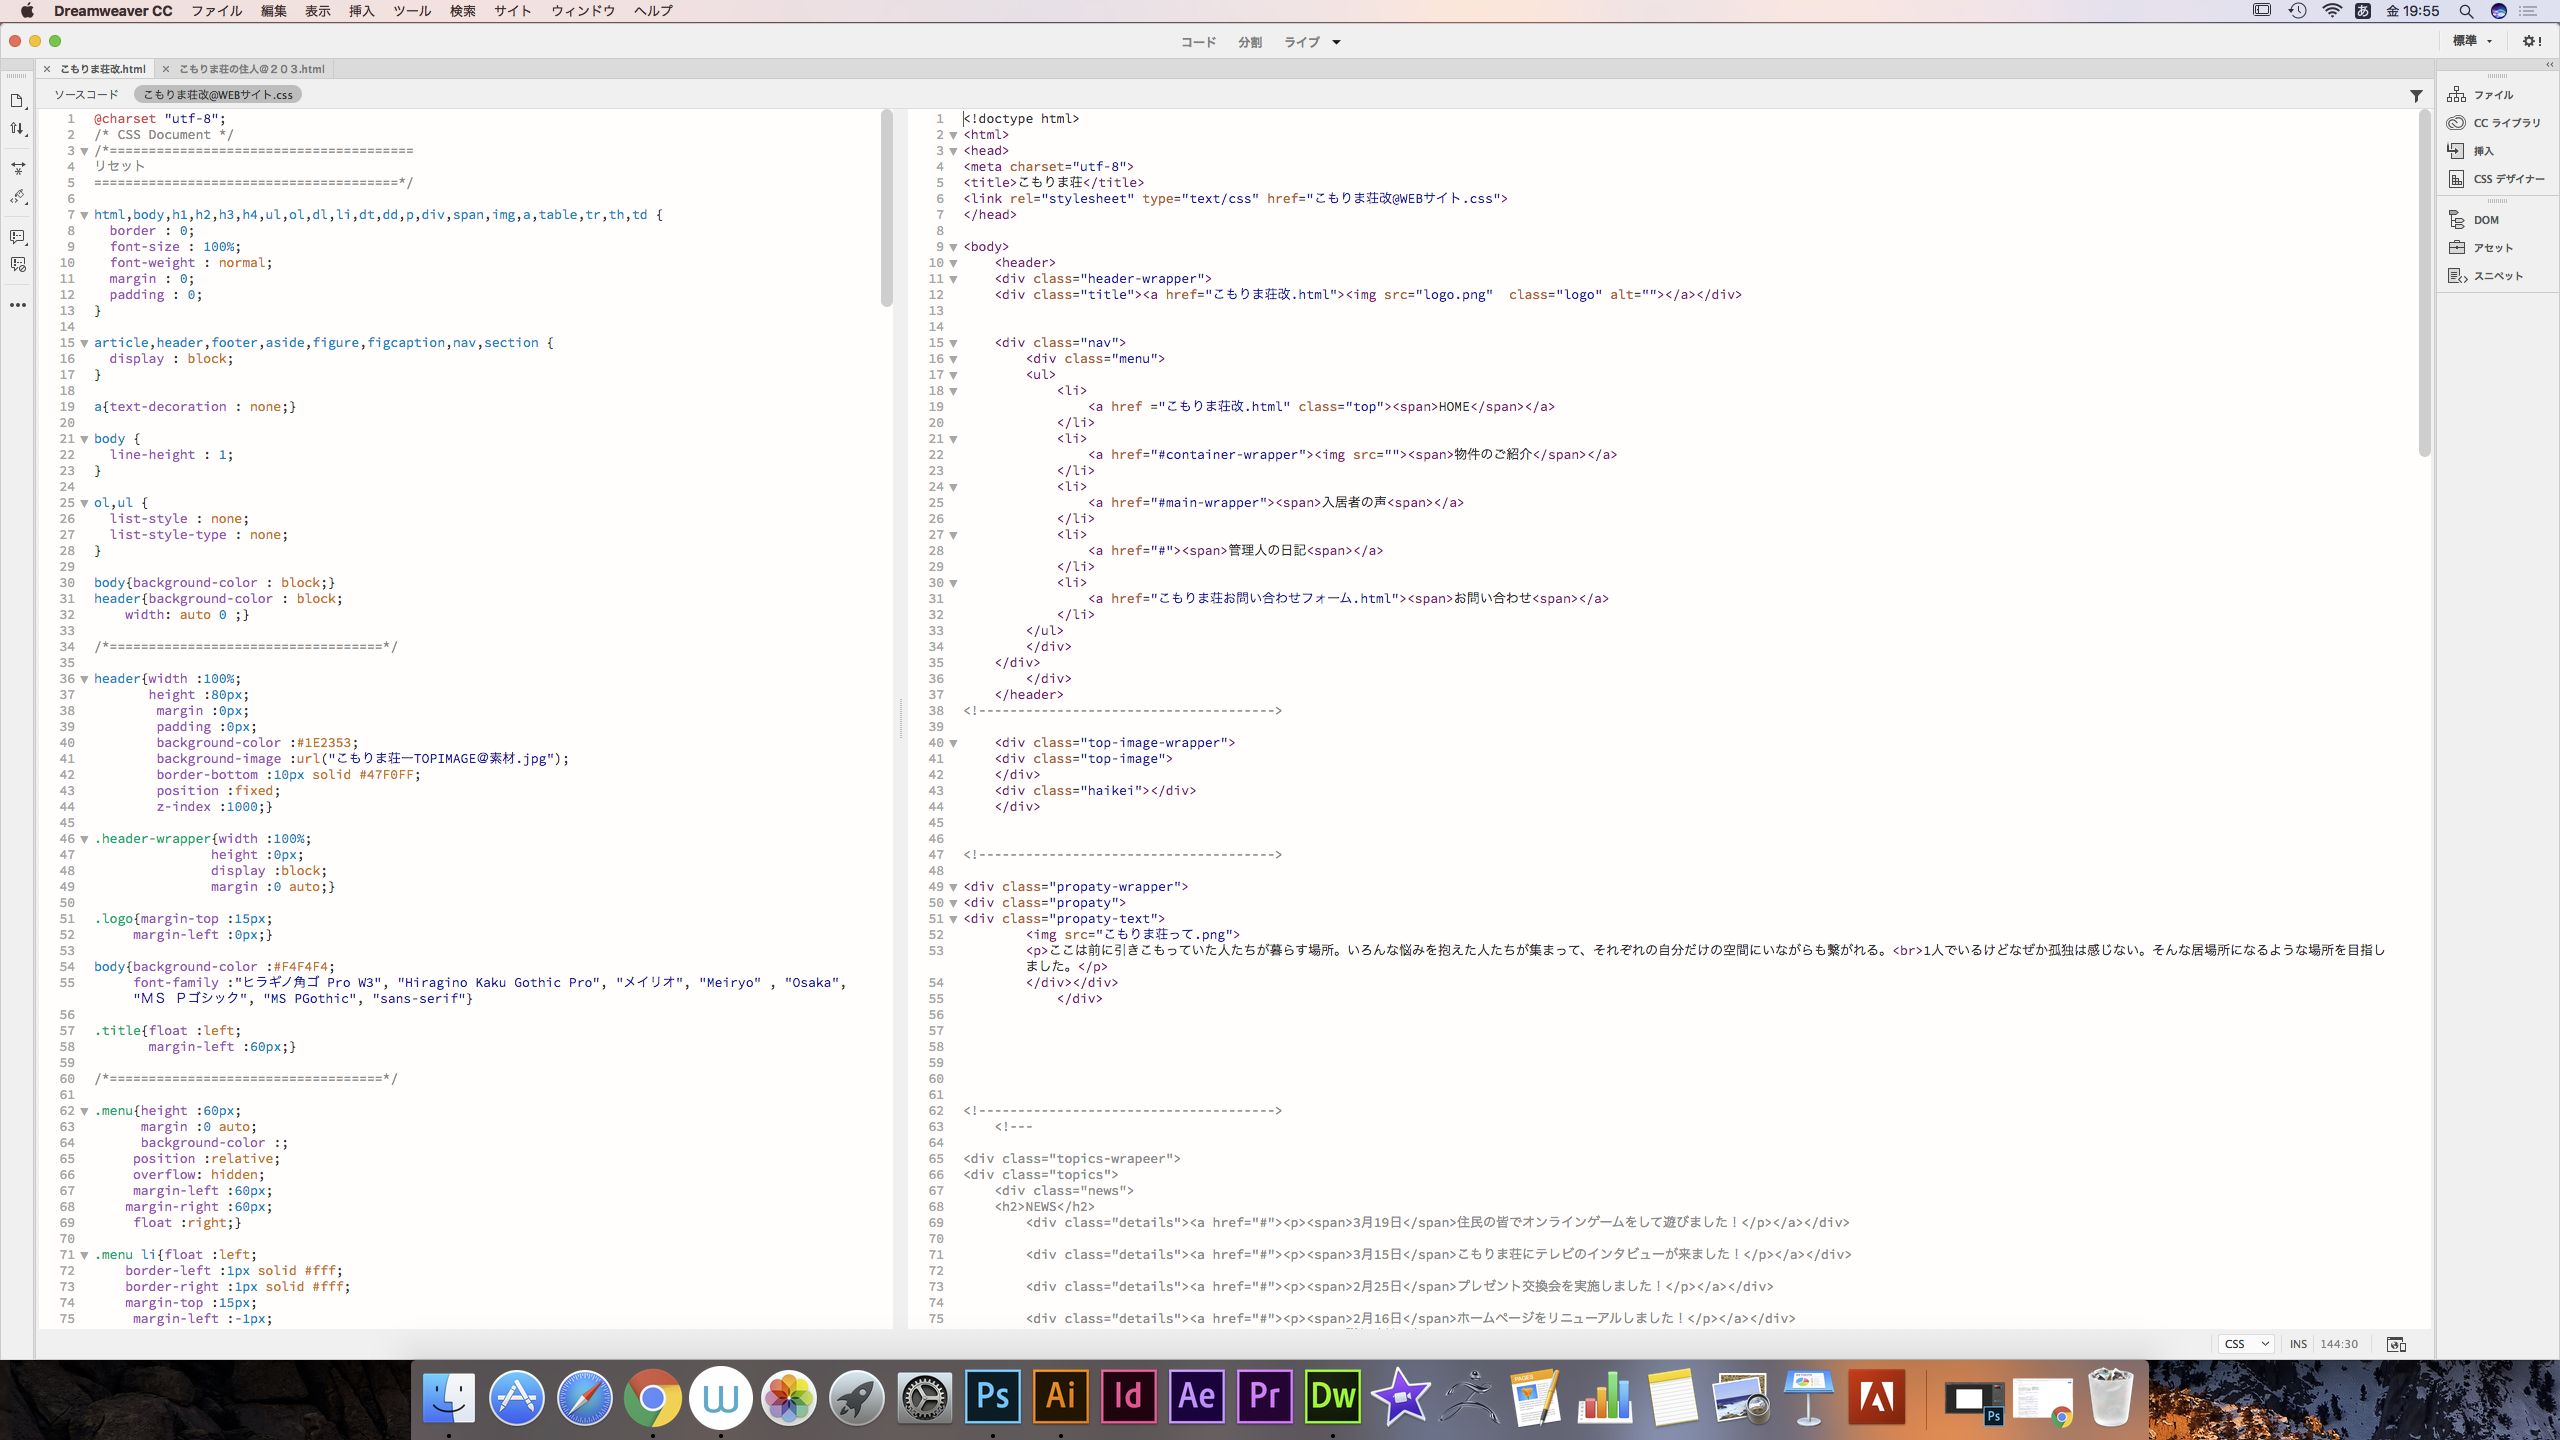 Dreamweaver CC ファイル 編集 表示 挿入 ツール 検索 サイト ウィンドウ ヘルプ
あ 金 19:55
コード 分割 ライブ
標準
こもりま荘改.html
こもりま荘の住人@２０３.html
ソースコード こもりま荘改@WEBサイト.css
1 @charset "utf-8";
2 /* CSS Document */
3 /*=======================================
4 リセット
5 =======================================*/
6
7 html,body,h1,h2,h3,h4,ul,ol,dl,li,dt,dd,p,div,span,img,a,table,tr,th,td {
8 border : 0;
9 font-size : 100%;
10 font-weight : normal;
11 margin : 0;
12 padding : 0;
13 }
14
15 article,header,footer,aside,figure,figcaption,nav,section {
16 display : block;
17 }
18
19 a{text-decoration : none;}
20
21 body {
22 line-height : 1;
23 }
24
25 ol,ul {
26 list-style : none;
27 list-style-type : none;
28 }
29
30 body{background-color : block;}
31 header{background-color : block;
32 width: auto 0 ;}
33
34 /*===================================*/
35
36 header{width :100%;
37 height :80px;
38 margin :0px;
39 padding :0px;
40 background-color :#1E2353;
41 background-image :url("こもりま荘ーTOPIMAGE@素材.jpg");
42 border-bottom :10px solid #47F0FF;
43 position :fixed;
44 z-index :1000;}
45
46 .header-wrapper{width :100%;
47 height :0px;
48 display :block;
49 margin :0 auto;}
50
51 .logo{margin-top :15px;
52 margin-left :0px;}
53
54 body{background-color :#F4F4F4;
55 font-family :"ヒラギノ角ゴ Pro W3", "Hiragino Kaku Gothic Pro", "メイリオ", "Meiryo" , "Osaka",
"ＭＳ Ｐゴシック", "MS PGothic", "sans-serif"}
56
57 .title{float :left;
58 margin-left :60px;}
59
60 /*===================================*/
61
62 .menu{height :60px;
63 margin :0 auto;
64 background-color :;
65 position :relative;
66 overflow: hidden;
67 margin-left :60px;
68 margin-right :60px;
69 float :right;}
70
71 .menu li{float :left;
72 border-left :1px solid #fff;
73 border-right :1px solid #fff;
74 margin-top :15px;
75 margin-left :-1px;
1 <!doctype html>
2 <html>
3 <head>
4 <meta charset="utf-8">
5 <title>こもりま荘</title>
6 <link rel="stylesheet" type="text/css" href="こもりま荘改@WEBサイト.css">
7 </head>
8
9 <body>
10 <header>
11 <div class="header-wrapper">
12 <div class="title"><a href="こもりま荘改.html"><img src="logo.png"  class="logo" alt=""></a></div>
13
14
15 <div class="nav">
16 <div class="menu">
17 <ul>
18 <li>
19 <a href ="こもりま荘改.html" class="top"><span>HOME</span></a>
20 </li>
21 <li>
22 <a href="#container-wrapper"><img src=""><span>物件のご紹介</span></a>
23 </li>
24 <li>
25 <a href="#main-wrapper"><span>入居者の声<span></a>
26 </li>
27 <li>
28 <a href="#"><span>管理人の日記<span></a>
29 </li>
30 <li>
31 <a href="こもりま荘お問い合わせフォーム.html"><span>お問い合わせ<span></a>
32 </li>
33 </ul>
34 </div>
35 </div>
36 </div>
37 </header>
38 <!-------------------------------------->
39
40 <div class="top-image-wrapper">
41 <div class="top-image">
42 </div>
43 <div class="haikei"></div>
44 </div>
45
46
47 <!-------------------------------------->
48
49 <div class="propaty-wrapper">
50 <div class="propaty">
51 <div class="propaty-text">
52 <img src="こもりま荘って.png">
53 <p>ここは前に引きこもっていた人たちが暮らす場所。いろんな悩みを抱えた人たちが集まって、それぞれの自分だけの空間にいながらも繋がれる。<br>1人でいるけどなぜか孤独は感じない。そんな居場所になるような場所を目指し
ました。</p>
54 </div></div>
55 </div>
56
57
58
59
60
61
62 <!-------------------------------------->
63 <!---
64
65 <div class="topics-wrapeer">
66 <div class="topics">
67 <div class="news">
68 <h2>NEWS</h2>
69 <div class="details"><a href="#"><p><span>3月19日</span>住民の皆でオンラインゲームをして遊びました！</p></a></div>
70
71 <div class="details"><a href="#"><p><span>3月15日</span>こもりま荘にテレビのインタビューが来ました！</p></a></div>
72
73 <div class="details"><a href="#"><p><span>2月25日</span>プレゼント交換会を実施しました！</p></a></div>
74
75 <div class="details"><a href="#"><p><span>2月16日</span>ホームページをリニューアルしました！</p></a></div>
ファイル
CC ライブラリ
挿入
CSS デザイナー
DOM
アセット
スニペット
CSS INS 144:30
W Ps Ai Id Ae Pr Dw PAGES Ps